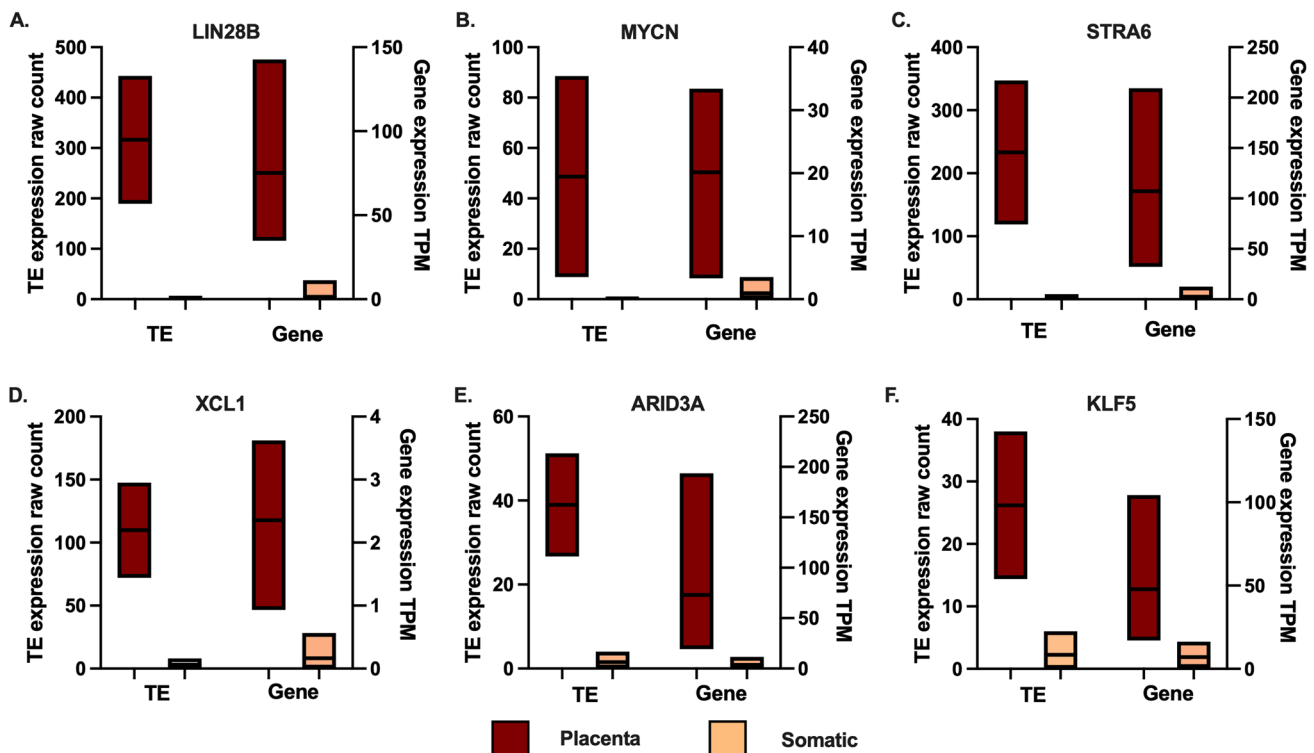 A.
LIN28B
TE expression raw count
500
400
300
200
100
0
Gene expression TPM
150
100
50
0
TE
Gene
B.
MYCN
TE expression raw count
100
80
60
40
20
0
Gene expression TPM
40
30
20
10
0
TE
Gene
C.
STRA6
TE expression raw count
400
300
200
100
0
Gene expression TPM
250
200
150
100
50
0
TE
Gene
D.
XCL1
TE expression raw count
200
150
100
50
0
Gene expression TPM
4
3
2
1
0
TE
Gene
E.
ARID3A
TE expression raw count
60
40
20
0
Gene expression TPM
250
200
150
100
50
0
TE
Gene
F.
KLF5
TE expression raw count
40
30
20
10
0
Gene expression TPM
150
100
50
0
TE
Gene
Placenta
Somatic